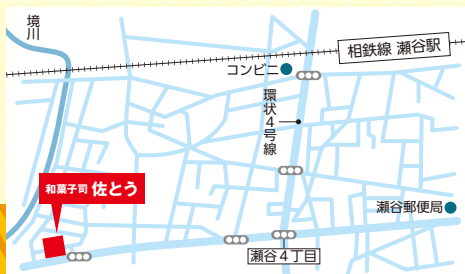 境川
相鉄線 瀬谷駅
コンビニ
環状4号線
和菓子司 佐とう
瀬谷郵便局
瀬谷4丁目